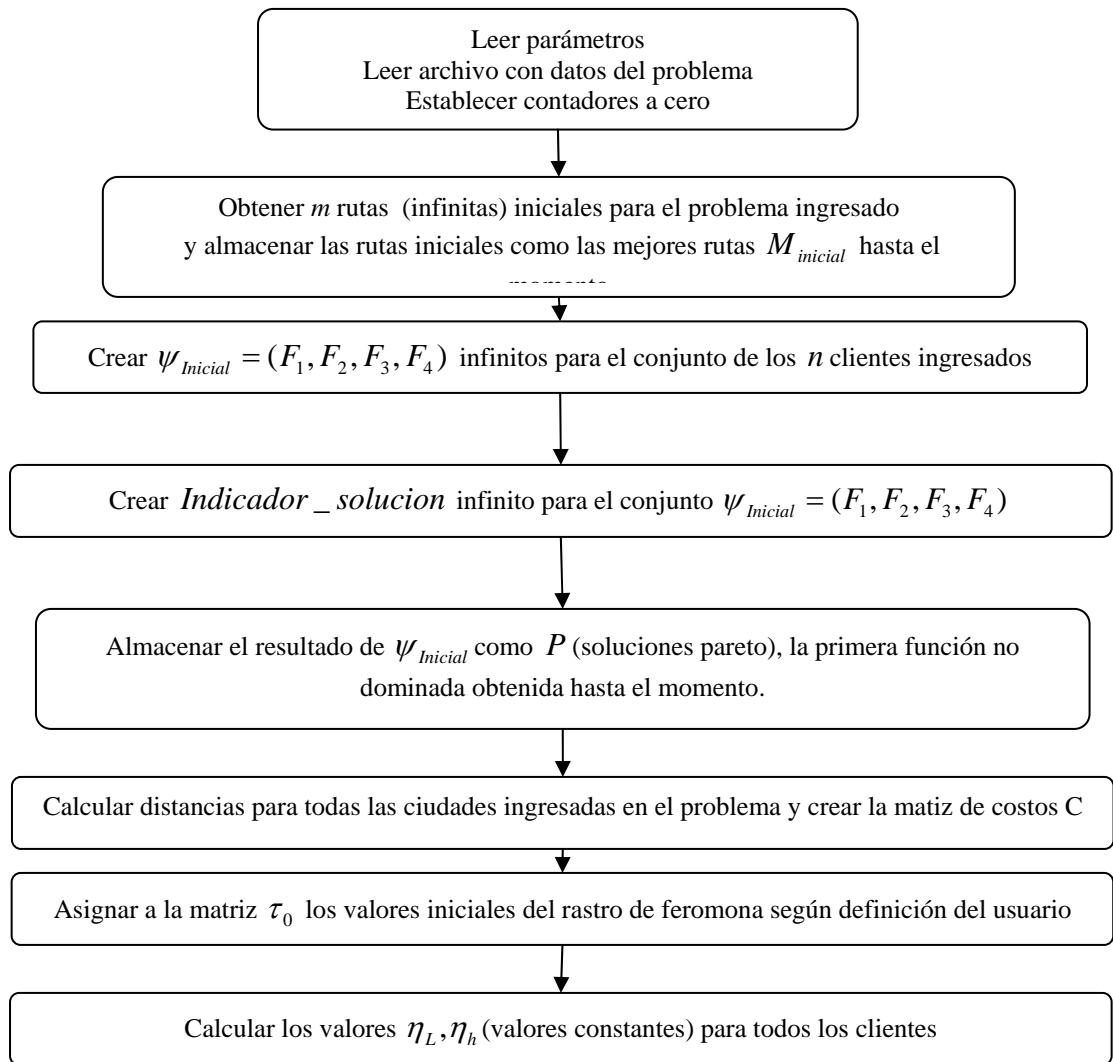 Leer parámetros
Leer archivo con datos del problema
Establecer contadores a cero
Obtener m rutas (infinitas) iniciales para el problema ingresado
y almacenar las rutas iniciales como las mejores rutas M_inicial hasta el
Crear ψ_Inicial = (F_1, F_2, F_3, F_4) infinitos para el conjunto de los n clientes ingresados
Crear Indicador_solucion infinito para el conjunto ψ_Inicial = (F_1, F_2, F_3, F_4)
Almacenar el resultado de ψ_Inicial como P (soluciones pareto), la primera función no
dominada obtenida hasta el momento.
Calcular distancias para todas las ciudades ingresadas en el problema y crear la matiz de costos C
Asignar a la matriz τ_0 los valores iniciales del rastro de feromona según definición del usuario
Calcular los valores η_L, η_h (valores constantes) para todos los clientes